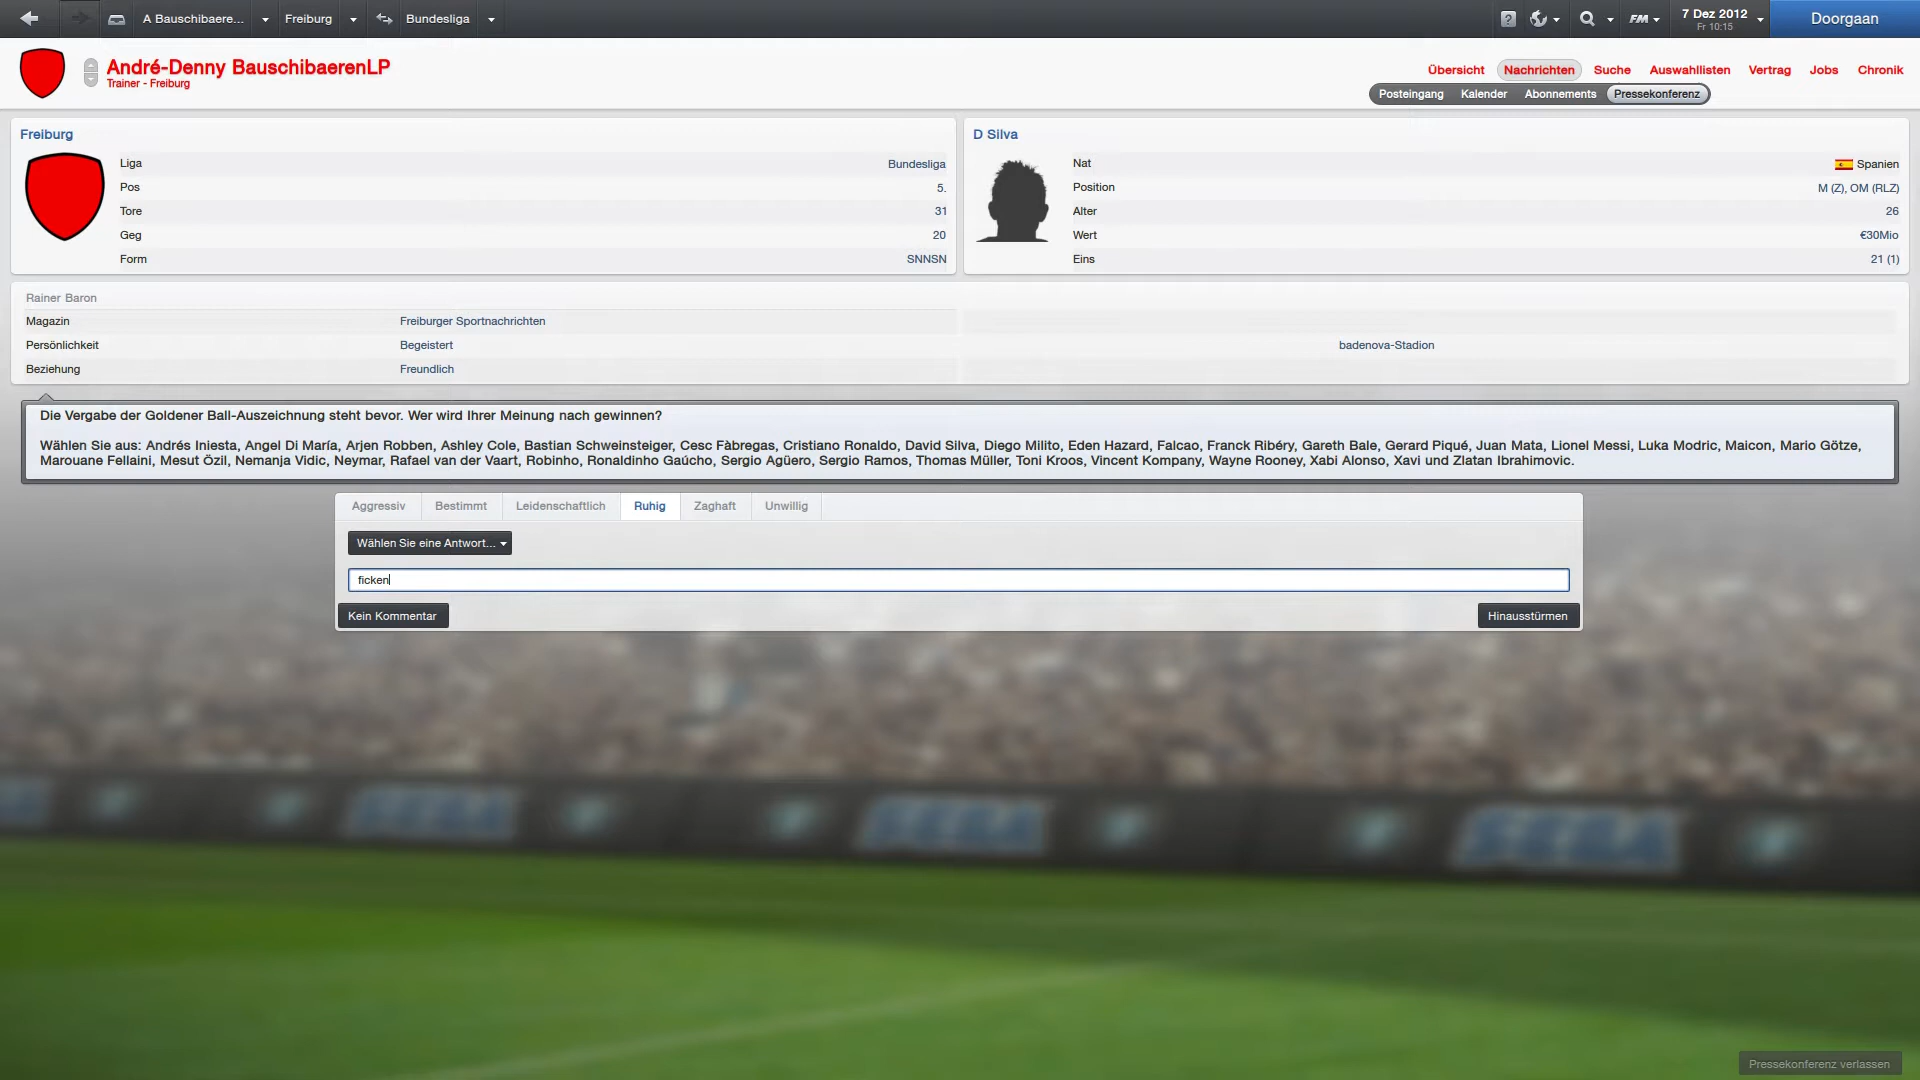 A Bauschibaere...
Freiburg
Bundesliga
?
FM
7 Dez 2012
Fr 10:15
Doorgaan
André-Denny BauschibaerenLP
Trainer - Freiburg
Übersicht
Nachrichten
Suche
Auswahllisten
Vertrag
Jobs
Chronik
Posteingang
Kalender
Abonnements
Pressekonferenz
Freiburg
Liga Bundesliga
Pos 5.
Tore 31
Geg 20
Form SNNSN
D Silva
Nat Spanien
Position M (Z), OM (RLZ)
Alter 26
Wert €30Mio
Eins 21 (1)
Rainer Baron
Magazin Freiburger Sportnachrichten
Persönlichkeit Begeistert badenova-Stadion
Beziehung Freundlich
Die Vergabe der Goldener Ball-Auszeichnung steht bevor. Wer wird Ihrer Meinung nach gewinnen?
Wählen Sie aus: Andrés Iniesta, Angel Di María, Arjen Robben, Ashley Cole, Bastian Schweinsteiger, Cesc Fàbregas, Cristiano Ronaldo, David Silva, Diego Milito, Eden Hazard, Falcao, Franck Ribéry, Gareth Bale, Gerard Piqué, Juan Mata, Lionel Messi, Luka Modric, Maicon, Mario Götze,
Marouane Fellaini, Mesut Özil, Nemanja Vidic, Neymar, Rafael van der Vaart, Robinho, Ronaldinho Gaúcho, Sergio Agüero, Sergio Ramos, Thomas Müller, Toni Kroos, Vincent Kompany, Wayne Rooney, Xabi Alonso, Xavi und Zlatan Ibrahimovic.
Aggressiv
Bestimmt
Leidenschaftlich
Ruhig
Zaghaft
Unwillig
Wählen Sie eine Antwort...
ficken
Kein Kommentar
Hinausstürmen
SEGA
SEGA
SEGA
Pressekonferenz verlassen